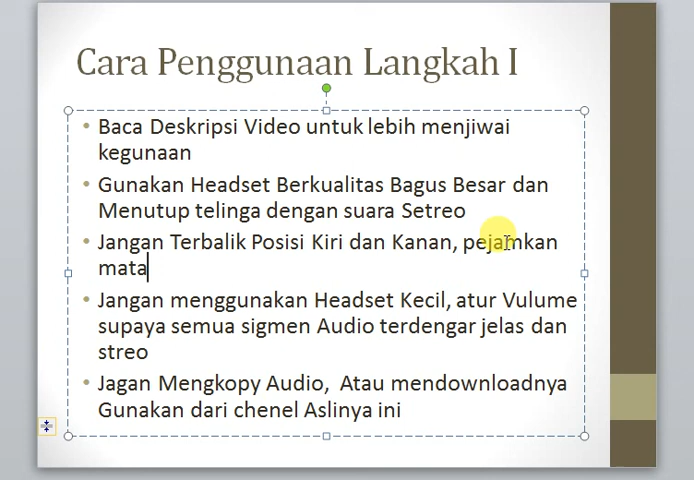 Cara Penggunaan Langkah I
• Baca Deskripsi Video untuk lebih menjiwai
kegunaan
• Gunakan Headset Berkualitas Bagus Besar dan
Menutup telinga dengan suara Setreo
• Jangan Terbalik Posisi Kiri dan Kanan, pejamkan
mata
• Jangan menggunakan Headset Kecil, atur Vulume
supaya semua sigmen Audio terdengar jelas dan
streo
• Jagan Mengkopy Audio, Atau mendownloadnya
Gunakan dari chenel Aslinya ini